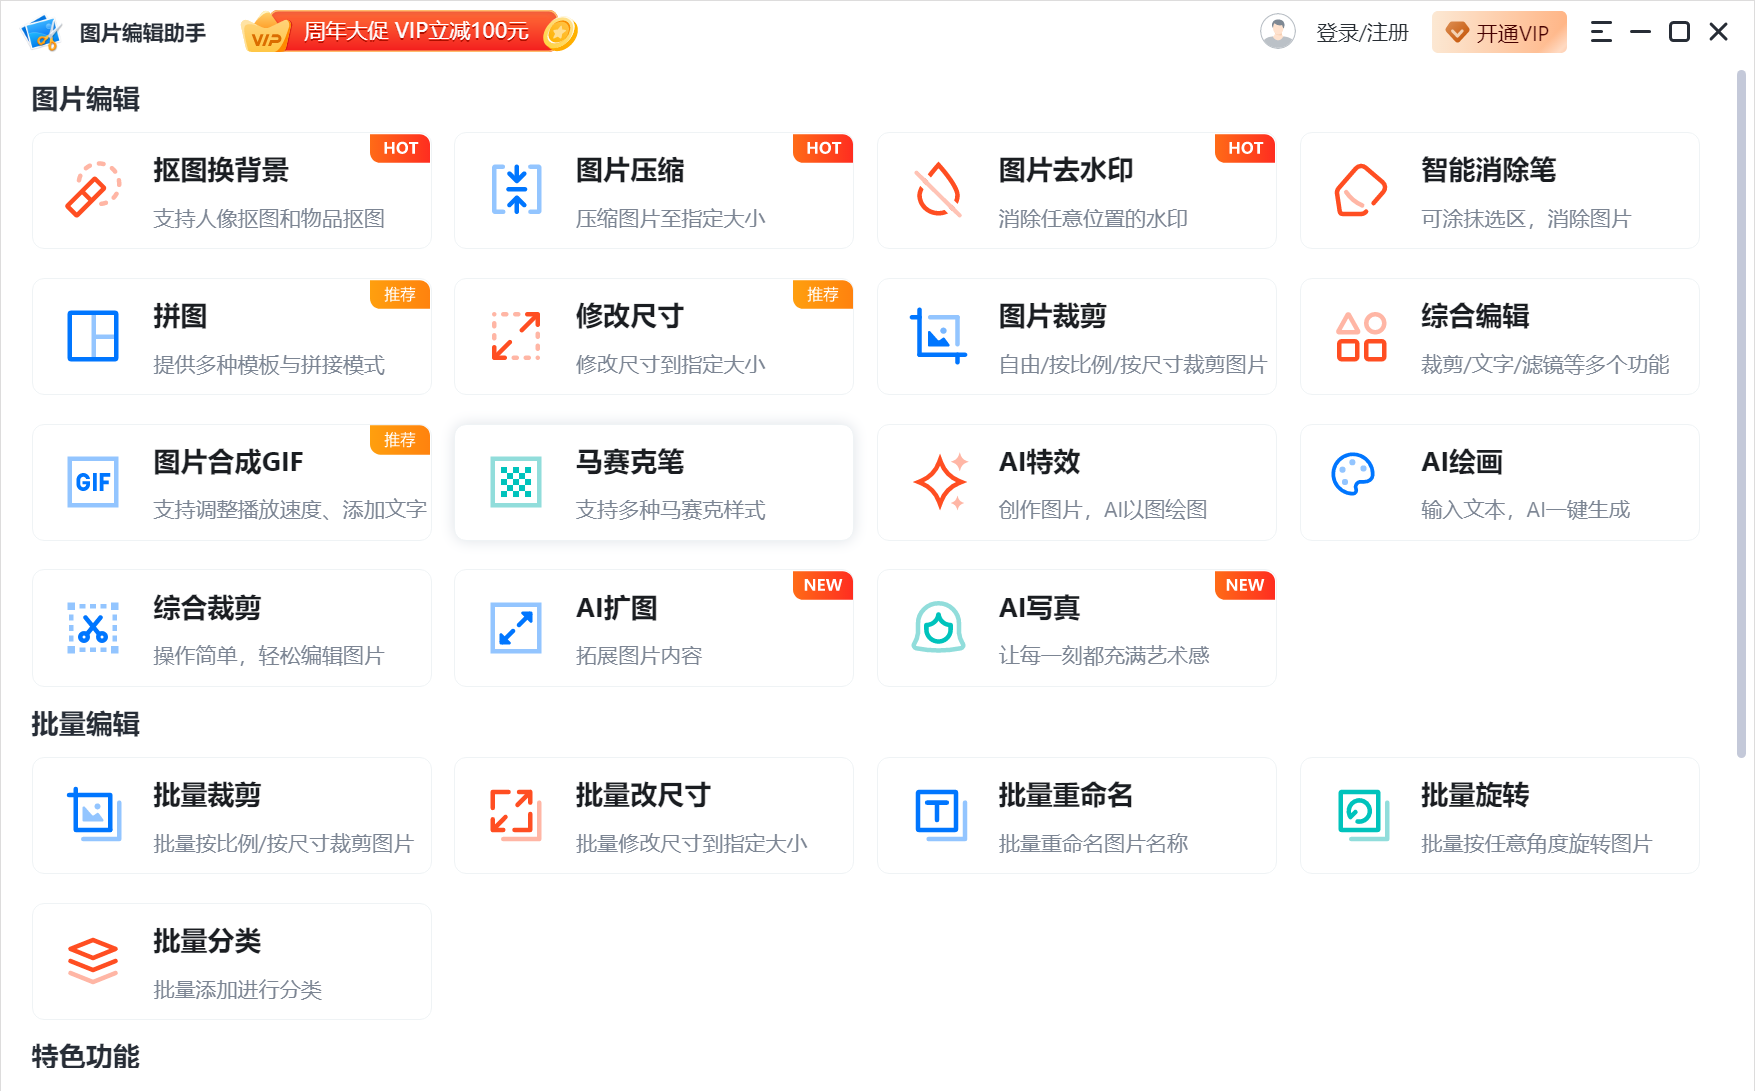 图片编辑助手
VIP 周年大促 VIP立减100元
登录/注册
开通VIP
图片编辑
抠图换背景
HOT
支持人像抠图和物品抠图
图片压缩
HOT
压缩图片至指定大小
图片去水印
HOT
消除任意位置的水印
智能消除笔
可涂抹选区，消除图片
拼图
推荐
提供多种模板与拼接模式
修改尺寸
推荐
修改尺寸到指定大小
图片裁剪
自由/按比例/按尺寸裁剪图片
综合编辑
裁剪/文字/滤镜等多个功能
GIF
图片合成GIF
推荐
支持调整播放速度、添加文字
马赛克笔
支持多种马赛克样式
AI特效
创作图片，AI以图绘图
AI绘画
输入文本，AI一键生成
综合裁剪
操作简单，轻松编辑图片
AI扩图
NEW
拓展图片内容
AI写真
NEW
让每一刻都充满艺术感
批量编辑
批量裁剪
批量按比例/按尺寸裁剪图片
批量改尺寸
批量修改尺寸到指定大小
T
批量重命名
批量重命名图片名称
批量旋转
批量按任意角度旋转图片
批量分类
批量添加进行分类
特色功能